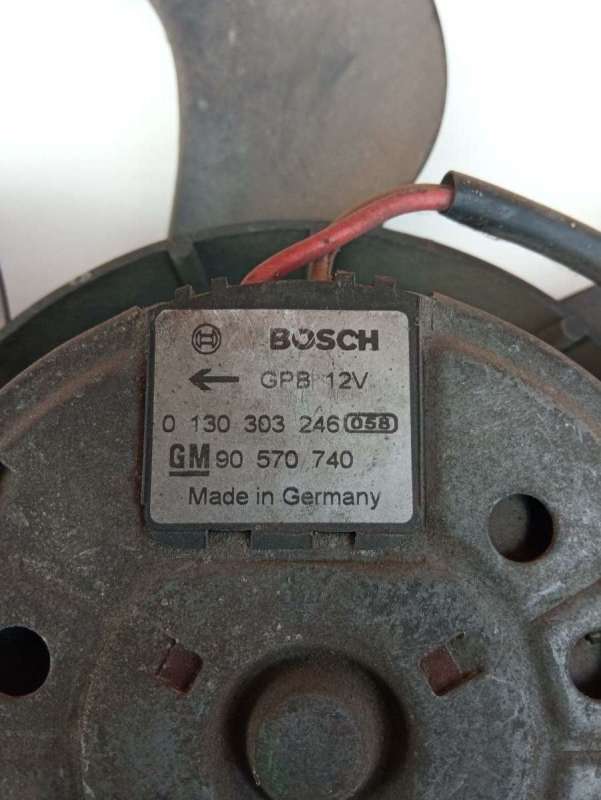 BOSCH
← GPB 12V
0 130 303 246 058
GM 90 570 740
Made in Germany